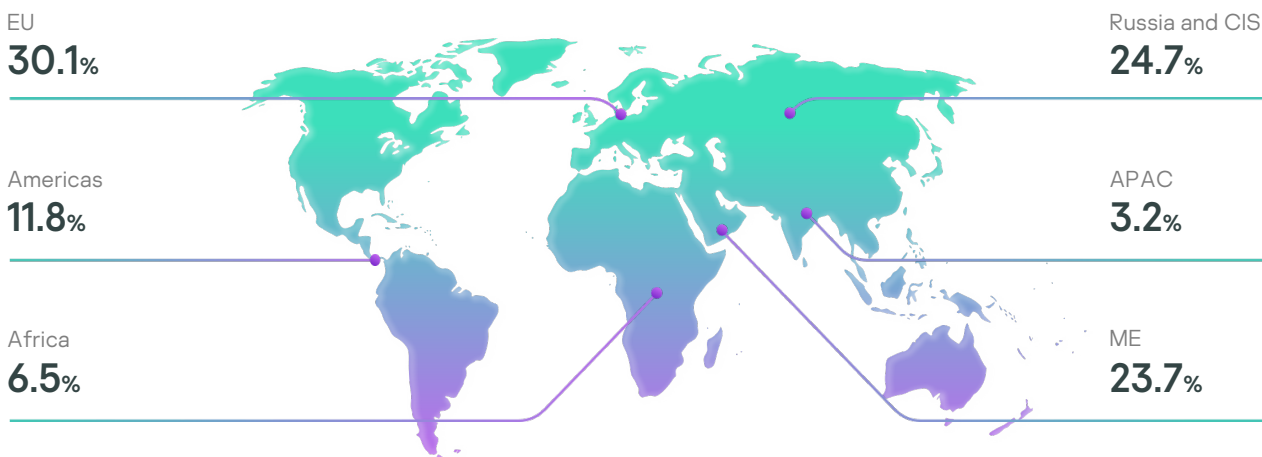 EU
30.1%
Russia and CIS
24.7%
Americas
11.8%
APAC
3.2%
Africa
6.5%
ME
23.7%